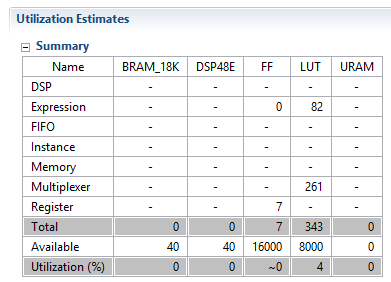 Utilization Estimates
Summary
Name BRAM_18K DSP48E FF LUT URAM
DSP - - - - -
Expression - - 0 82 -
FIFO - - - - -
Instance - - - - -
Memory - - - - -
Multiplexer - - - 261 -
Register - - 7 - -
Total 0 0 7 343 0
Available 40 40 16000 8000 0
Utilization (%) 0 0 ~0 4 0